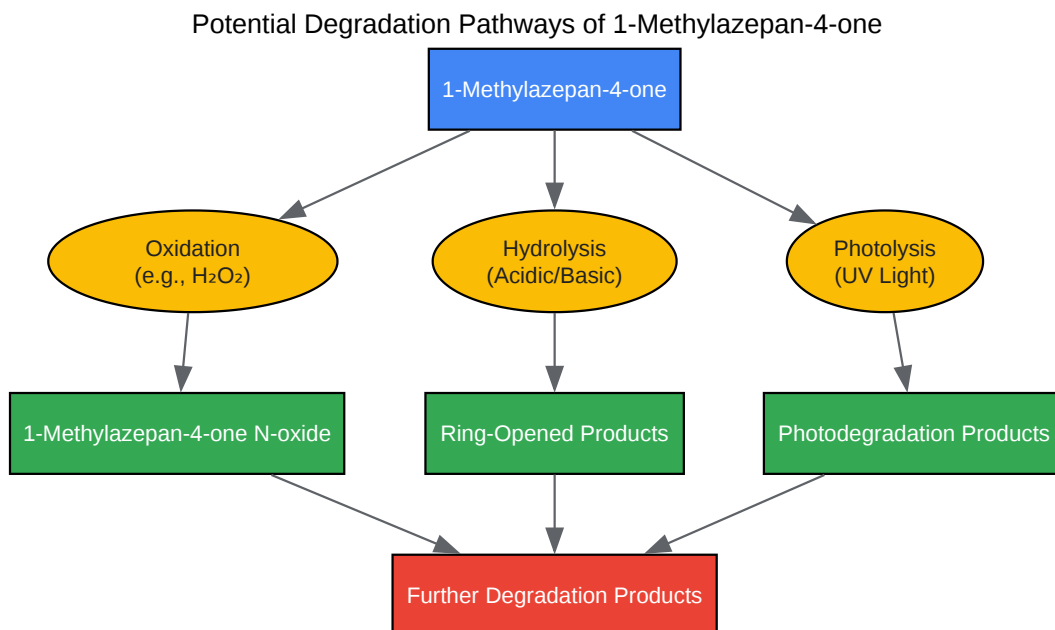 Potential Degradation Pathways of 1-Methylazepan-4-one
1-Methylazepan-4-one
Oxidation
(e.g., H₂O₂)
Hydrolysis
(Acidic/Basic)
Photolysis
(UV Light)
1-Methylazepan-4-one N-oxide
Ring-Opened Products
Photodegradation Products
Further Degradation Products